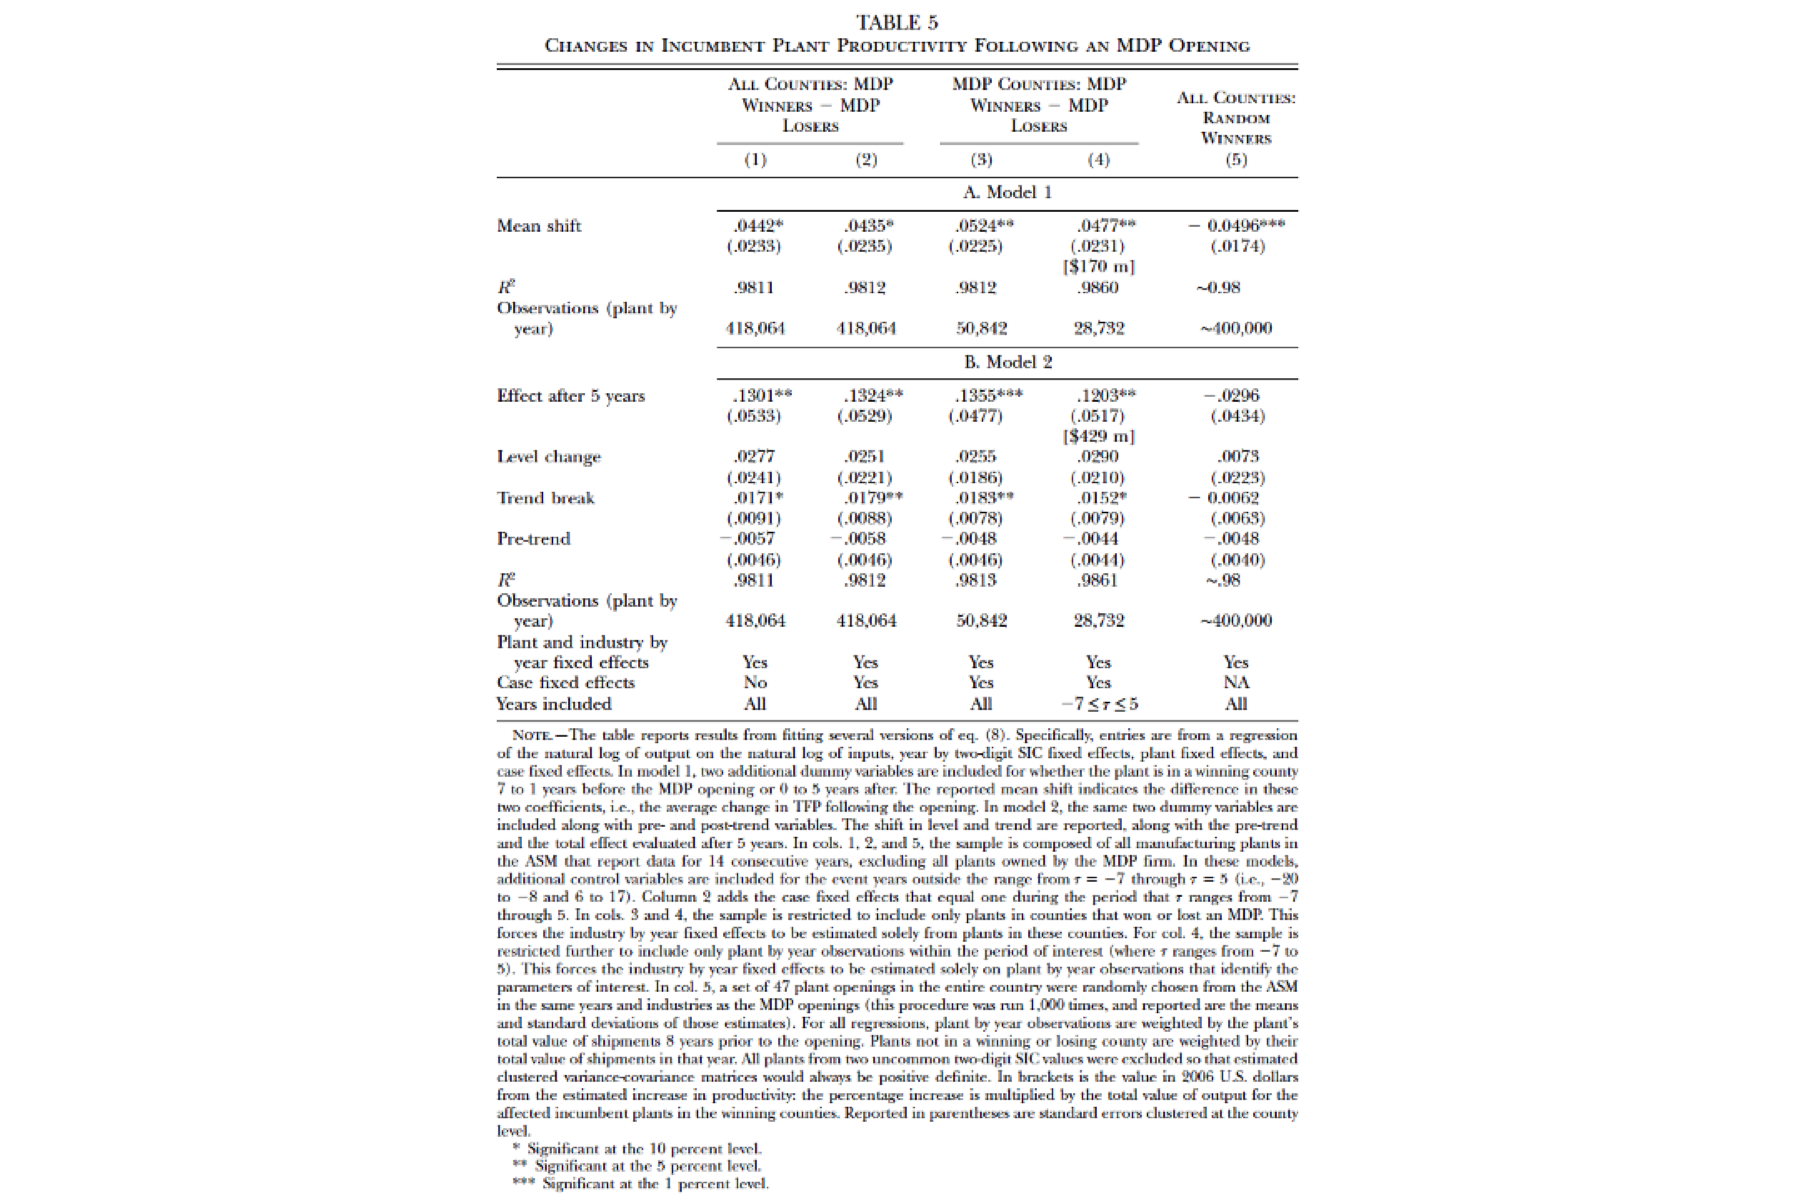 TABLE 5
CHANGES IN INCUMBENT PLANT PRODUCTIVITY FOLLOWING AN MDP OPENING
ALL COUNTIES: MDP WINNERS − MDP LOSERS
MDP COUNTIES: MDP WINNERS − MDP LOSERS
ALL COUNTIES: RANDOM WINNERS
(1) (2) (3) (4) (5)
A. Model 1
Mean shift .0442* .0435* .0524** .0477** − 0.0496***
(.0233) (.0235) (.0225) (.0231) (.0174)
[$170 m]
R² .9811 .9812 .9812 .9860 ~0.98
Observations (plant by
year) 418,064 418,064 50,842 28,732 ~400,000
B. Model 2
Effect after 5 years .1301** .1324** .1355*** .1203** −.0296
(.0533) (.0529) (.0477) (.0517) (.0434)
[$429 m]
Level change .0277 .0251 .0255 .0290 .0073
(.0241) (.0221) (.0186) (.0210) (.0223)
Trend break .0171* .0179** .0183** .0152* − 0.0062
(.0091) (.0088) (.0078) (.0079) (.0063)
Pre-trend −.0057 −.0058 −.0048 −.0044 −.0048
(.0046) (.0046) (.0046) (.0044) (.0040)
R² .9811 .9812 .9813 .9861 ~.98
Observations (plant by
year) 418,064 418,064 50,842 28,732 ~400,000
Plant and industry by
year fixed effects Yes Yes Yes Yes Yes
Case fixed effects No Yes Yes Yes NA
Years included All All All −7 ≤ τ ≤ 5 All
NOTE.—The table reports results from fitting several versions of eq. (8). Specifically, entries are from a regression
of the natural log of output on the natural log of inputs, year by two-digit SIC fixed effects, plant fixed effects, and
case fixed effects. In model 1, two additional dummy variables are included for whether the plant is in a winning county
7 to 1 years before the MDP opening or 0 to 5 years after. The reported mean shift indicates the difference in these
two coefficients, i.e., the average change in TFP following the opening. In model 2, the same two dummy variables are
included along with pre- and post-trend variables. The shift in level and trend are reported, along with the pre-trend
and the total effect evaluated after 5 years. In cols. 1, 2, and 5, the sample is composed of all manufacturing plants in
the ASM that report data for 14 consecutive years, excluding all plants owned by the MDP firm. In these models,
additional control variables are included for the event years outside the range from τ = −7 through τ = 5 (i.e., −20
to −8 and 6 to 17). Column 2 adds the case fixed effects that equal one during the period that τ ranges from −7
through 5. In cols. 3 and 4, the sample is restricted to include only plants in counties that won or lost an MDP. This
forces the industry by year fixed effects to be estimated solely from plants in these counties. For col. 4, the sample is
restricted further to include only plant by year observations within the period of interest (where τ ranges from −7 to
5). This forces the industry by year fixed effects to be estimated solely on plant by year observations that identify the
parameters of interest. In col. 5, a set of 47 plant openings in the entire country were randomly chosen from the ASM
in the same years and industries as the MDP openings (this procedure was run 1,000 times, and reported are the means
and standard deviations of those estimates). For all regressions, plant by year observations are weighted by the plant's
total value of shipments 8 years prior to the opening. Plants not in a winning or losing county are weighted by their
total value of shipments in that year. All plants from two uncommon two-digit SIC values were excluded so that estimated
clustered variance-covariance matrices would always be positive definite. In brackets is the value in 2006 U.S. dollars
from the estimated increase in productivity: the percentage increase is multiplied by the total value of output for the
affected incumbent plants in the winning counties. Reported in parentheses are standard errors clustered at the county
level.
* Significant at the 10 percent level.
** Significant at the 5 percent level.
*** Significant at the 1 percent level.